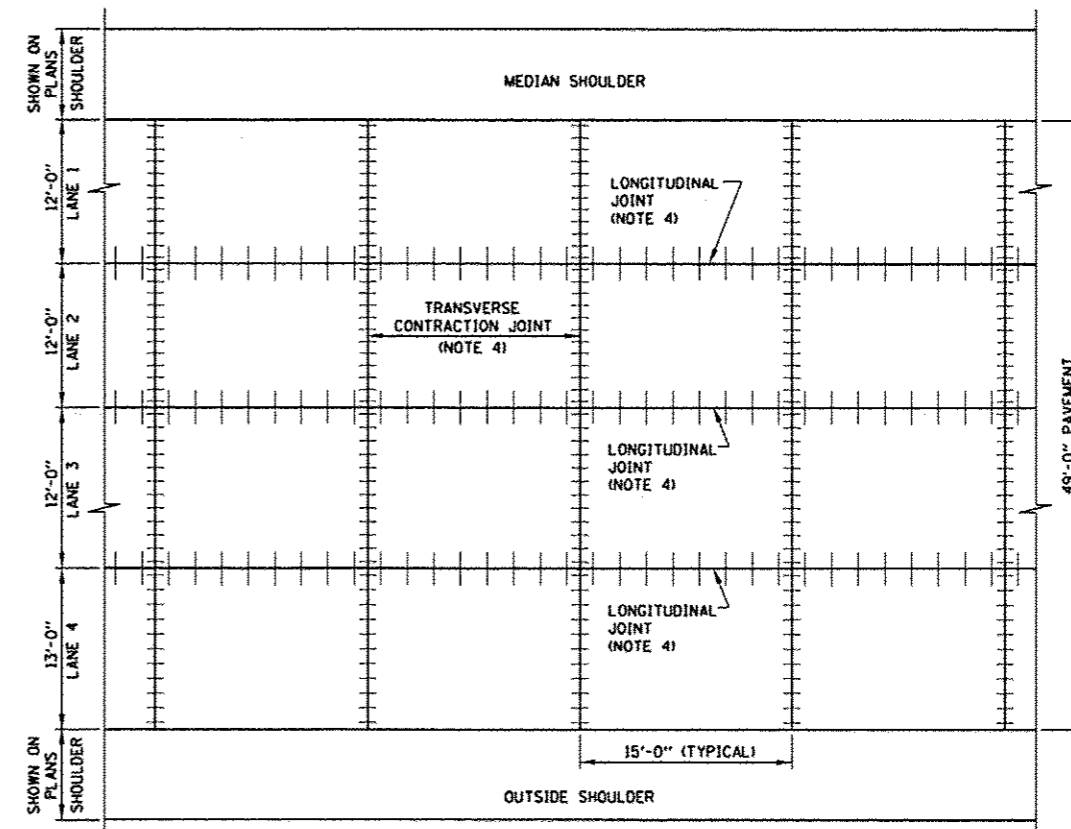 SHOWN ON
PLANS
SHOULDER
MEDIAN SHOULDER
12'-0"
LANE 1
LONGITUDINAL
JOINT
(NOTE 4)
12'-0"
LANE 2
TRANSVERSE
CONTRACTION JOINT
(NOTE 4)
49'-0" PAVEMENT
12'-0"
LANE 3
LONGITUDINAL
JOINT
(NOTE 4)
13'-0"
LANE 4
LONGITUDINAL
JOINT
(NOTE 4)
SHOWN ON
PLANS
SHOULDER
15'-0" (TYPICAL)
OUTSIDE SHOULDER